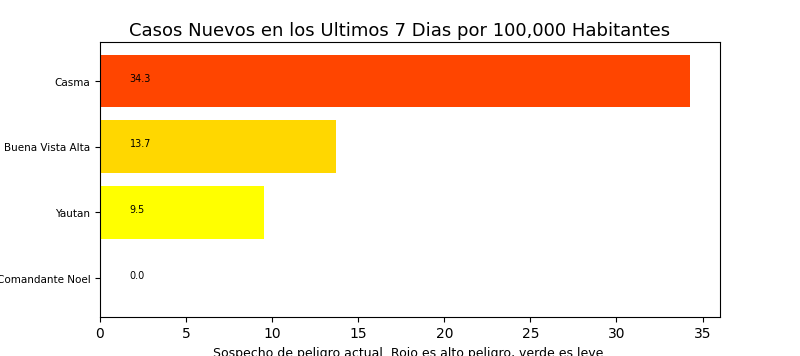 Casos Nuevos en los Ultimos 7 Dias por 100,000 Habitantes
Casma 34.3
Buena Vista Alta 13.7
Yautan 9.5
Comandante Noel 0.0
0 5 10 15 20 25 30 35
Sospecho de peligro actual. Rojo es alto peligro, verde es leve